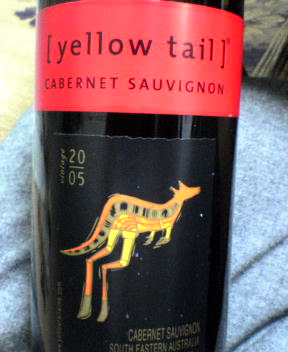 [yellow tail]®
CABERNET SAUVIGNON
vintage
20
05
CABERNET SAUVIGNON
SOUTH EASTERN AUSTRALIA